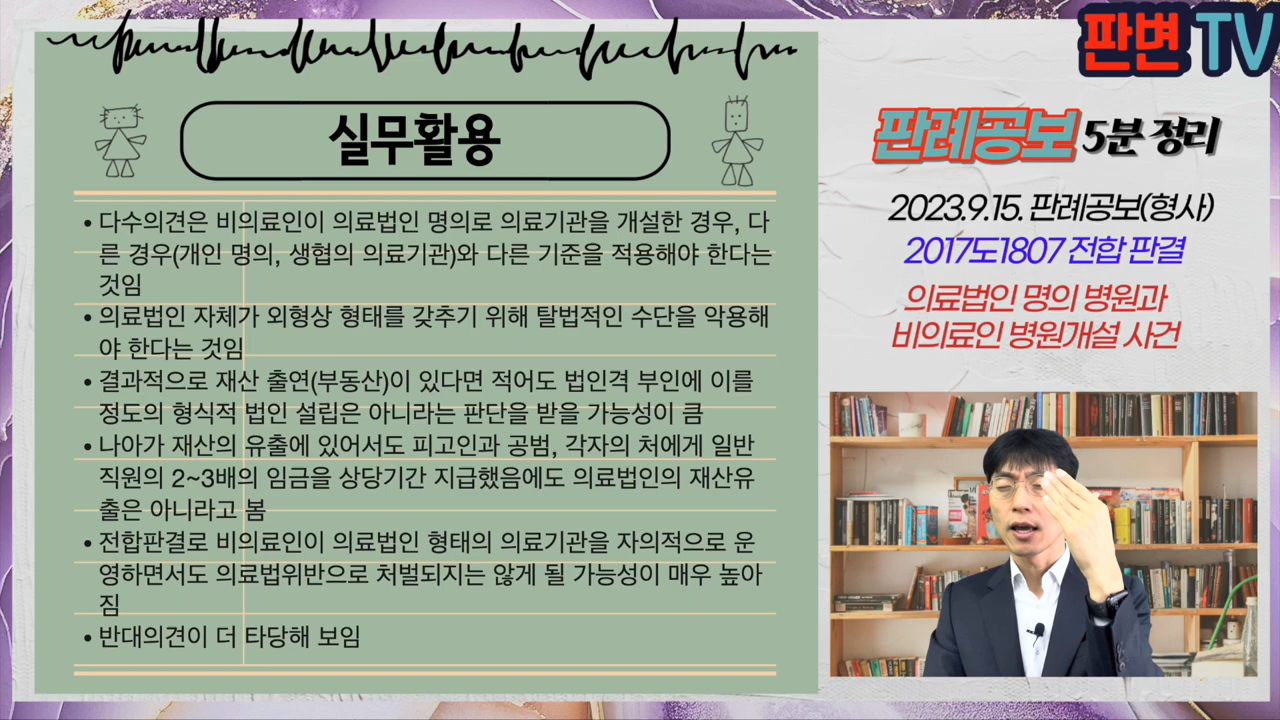 판변 TV
실무활용
• 다수의견은 비의료인이 의료법인 명의로 의료기관을 개설한 경우, 다
른 경우(개인 명의, 생협의 의료기관)와 다른 기준을 적용해야 한다는
것임
• 의료법인 자체가 외형상 형태를 갖추기 위해 탈법적인 수단을 악용해
야 한다는 것임
• 결과적으로 재산 출연(부동산)이 있다면 적어도 법인격 부인에 이를
정도의 형식적 법인 설립은 아니라는 판단을 받을 가능성이 큼
• 나아가 재산의 유출에 있어서도 피고인과 공범, 각자의 처에게 일반
직원의 2~3배의 임금을 상당기간 지급했음에도 의료법인의 재산유
출은 아니라고 봄
• 전합판결로 비의료인이 의료법인 형태의 의료기관을 자의적으로 운
영하면서도 의료법위반으로 처벌되지는 않게 될 가능성이 매우 높아
짐
• 반대의견이 더 타당해 보임
판례공보 5분 정리
2023.9.15. 판례공보(형사)
2017도1807 전합 판결
의료법인 명의 병원과
비의료인 병원개설 사건